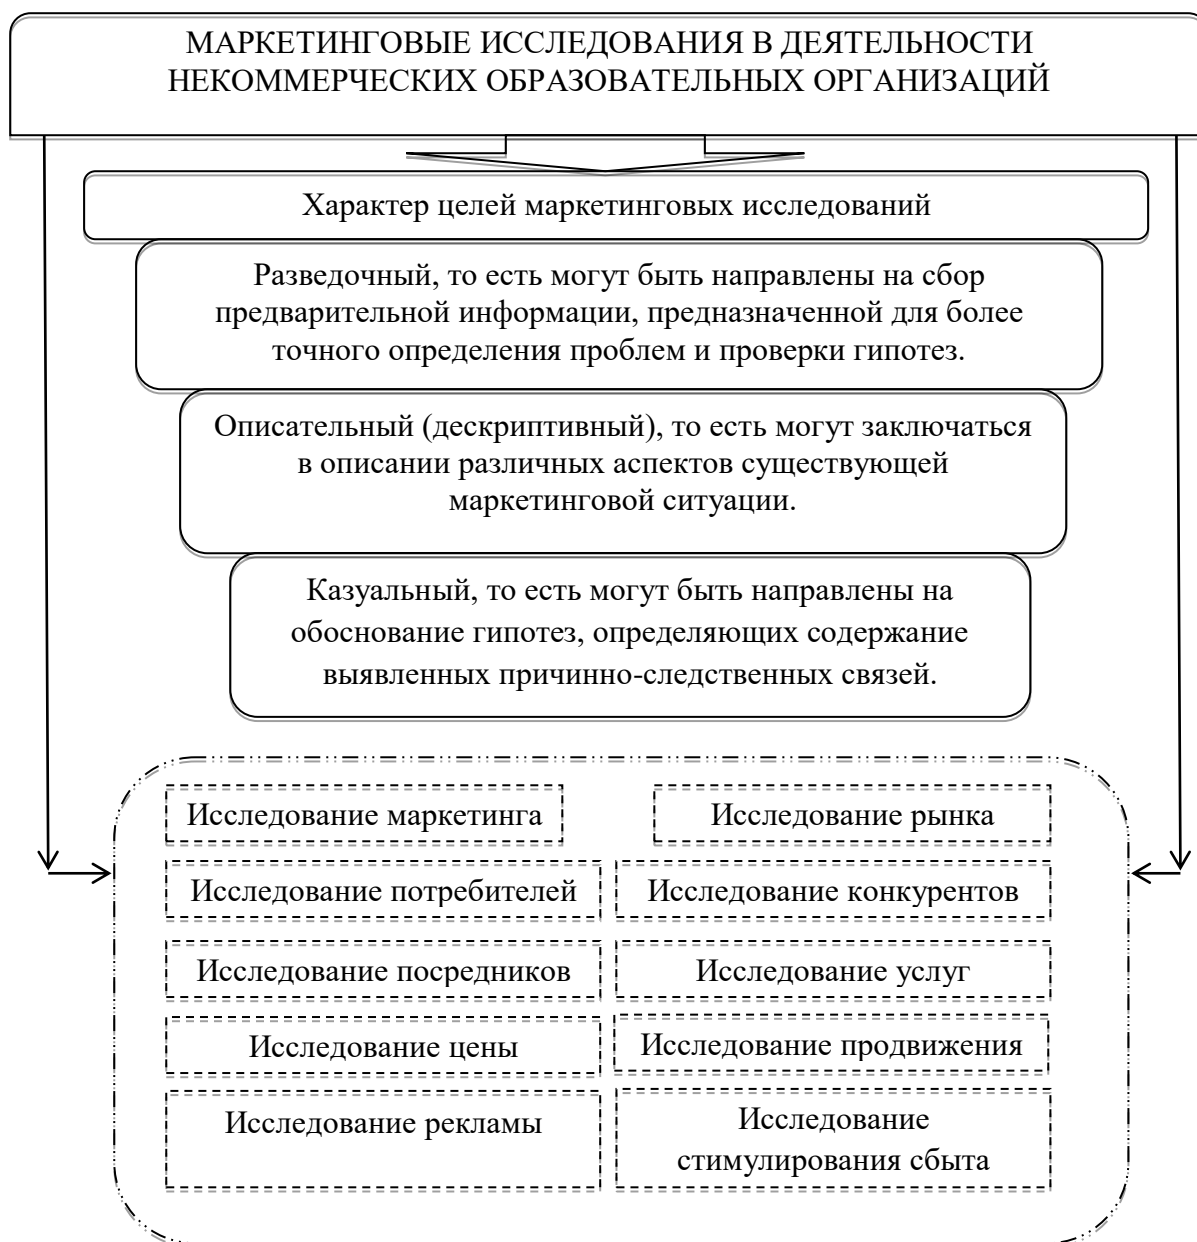 МАРКЕТИНГОВЫЕ ИССЛЕДОВАНИЯ В ДЕЯТЕЛЬНОСТИ
НЕКОММЕРЧЕСКИХ ОБРАЗОВАТЕЛЬНЫХ ОРГАНИЗАЦИЙ
Характер целей маркетинговых исследований
Разведочный, то есть могут быть направлены на сбор
предварительной информации, предназначенной для более
точного определения проблем и проверки гипотез.
Описательный (дескриптивный), то есть могут заключаться
в описании различных аспектов существующей
маркетинговой ситуации.
Казуальный, то есть могут быть направлены на
обоснование гипотез, определяющих содержание
выявленных причинно-следственных связей.
Исследование маркетинга
Исследование рынка
Исследование потребителей
Исследование конкурентов
Исследование посредников
Исследование услуг
Исследование цены
Исследование продвижения
Исследование рекламы
Исследование
стимулирования сбыта